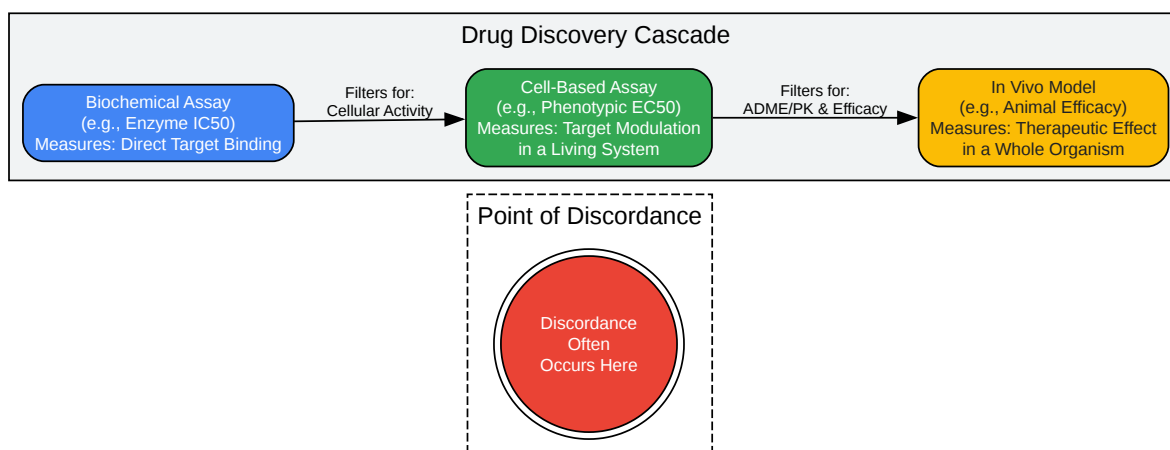 Drug Discovery Cascade
Biochemical Assay
(e.g., Enzyme IC50)
Measures: Direct Target Binding
Filters for:
Cellular Activity
Cell-Based Assay
(e.g., Phenotypic EC50)
Measures: Target Modulation
in a Living System
Filters for:
ADME/PK & Efficacy
In Vivo Model
(e.g., Animal Efficacy)
Measures: Therapeutic Effect
in a Whole Organism
Point of Discordance
Discordance
Often
Occurs Here